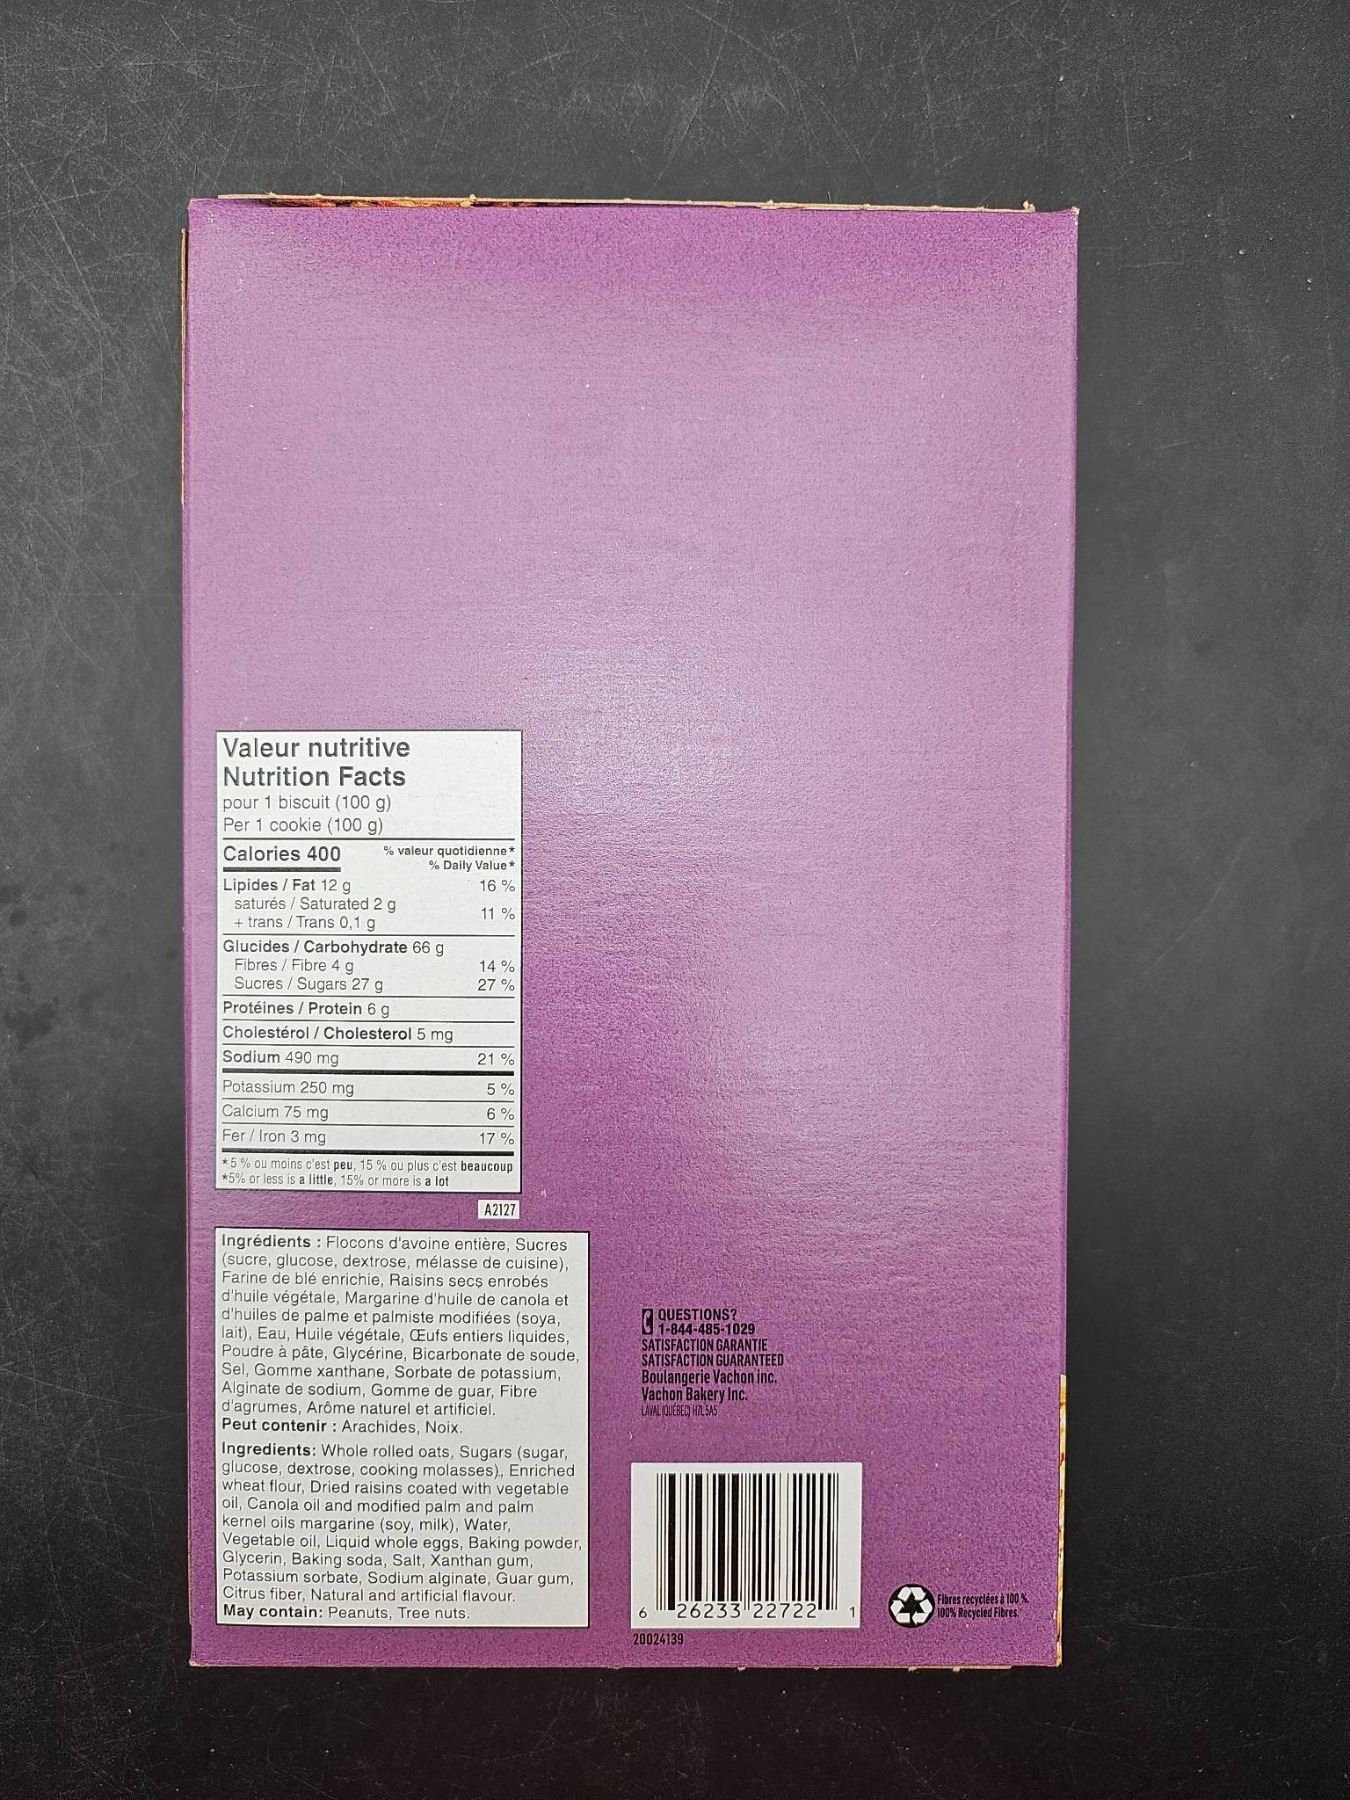 Valeur nutritive
Nutrition Facts
pour 1 biscuit (100 g)
Per 1 cookie (100 g)
Calories 400
% valeur quotidienne*
% Daily Value*
Lipides / Fat 12 g 16 %
saturés / Saturated 2 g
+ trans / Trans 0,1 g 11 %
Glucides / Carbohydrate 66 g
Fibres / Fibre 4 g 14 %
Sucres / Sugars 27 g 27 %
Protéines / Protein 6 g
Cholestérol / Cholesterol 5 mg
Sodium 490 mg 21 %
Potassium 250 mg 5 %
Calcium 75 mg 6 %
Fer / Iron 3 mg 17 %
*5 % ou moins c'est peu, 15 % ou plus c'est beaucoup
*5% or less is a little, 15% or more is a lot
A2127
Ingrédients : Flocons d'avoine entière, Sucres
(sucre, glucose, dextrose, mélasse de cuisine),
Farine de blé enrichie, Raisins secs enrobés
d'huile végétale, Margarine d'huile de canola et
d'huiles de palme et palmiste modifiées (soya,
lait), Eau, Huile végétale, Œufs entiers liquides,
Poudre à pâte, Glycérine, Bicarbonate de soude,
Sel, Gomme xanthane, Sorbate de potassium,
Alginate de sodium, Gomme de guar, Fibre
d'agrumes, Arôme naturel et artificiel.
Peut contenir : Arachides, Noix.
Ingredients: Whole rolled oats, Sugars (sugar,
glucose, dextrose, cooking molasses), Enriched
wheat flour, Dried raisins coated with vegetable
oil, Canola oil and modified palm and palm
kernel oils margarine (soy, milk), Water,
Vegetable oil, Liquid whole eggs, Baking powder,
Glycerin, Baking soda, Salt, Xanthan gum,
Potassium sorbate, Sodium alginate, Guar gum,
Citrus fiber, Natural and artificial flavour.
May contain: Peanuts, Tree nuts.
QUESTIONS?
1-844-485-1029
SATISFACTION GARANTIE
SATISFACTION GUARANTEED
Boulangerie Vachon inc.
Vachon Bakery Inc.
LAVAL (QUÉBEC) H7L 5A5
6 26233 22722 1
20024139
Fibres recyclées à 100 %.
100% Recycled Fibres.